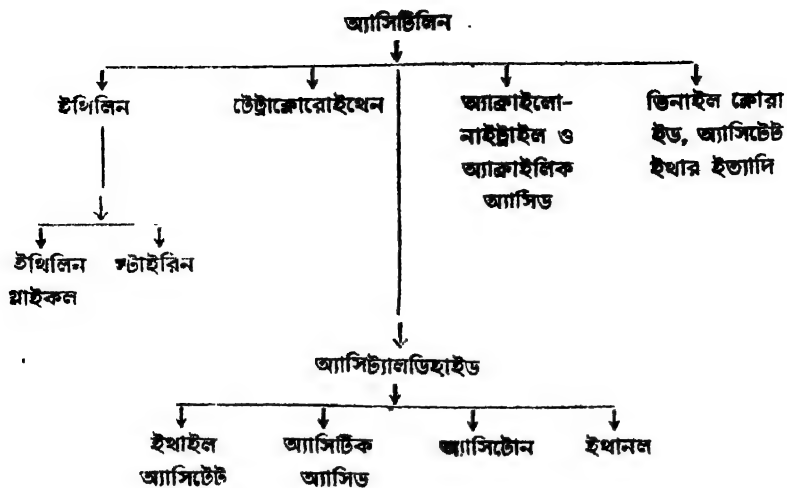 অ্যাসিটিলিন
ইথিলিন
টেট্রাক্লোরোইথেন
অ্যাক্রাইলো-
নাইট্রাইল ও
অ্যাক্রাইলিক
অ্যাসিড
ভিনাইল ক্লোরা
ইড, অ্যাসিটেট
ইথার ইত্যাদি
ইথিলিন
গ্লাইকল
স্টাইরিন
অ্যাসিট্যালডিহাইড
ইথাইল
অ্যাসিটেট
অ্যাসিটিক
অ্যাসিড
অ্যাসিটোন
ইথানল